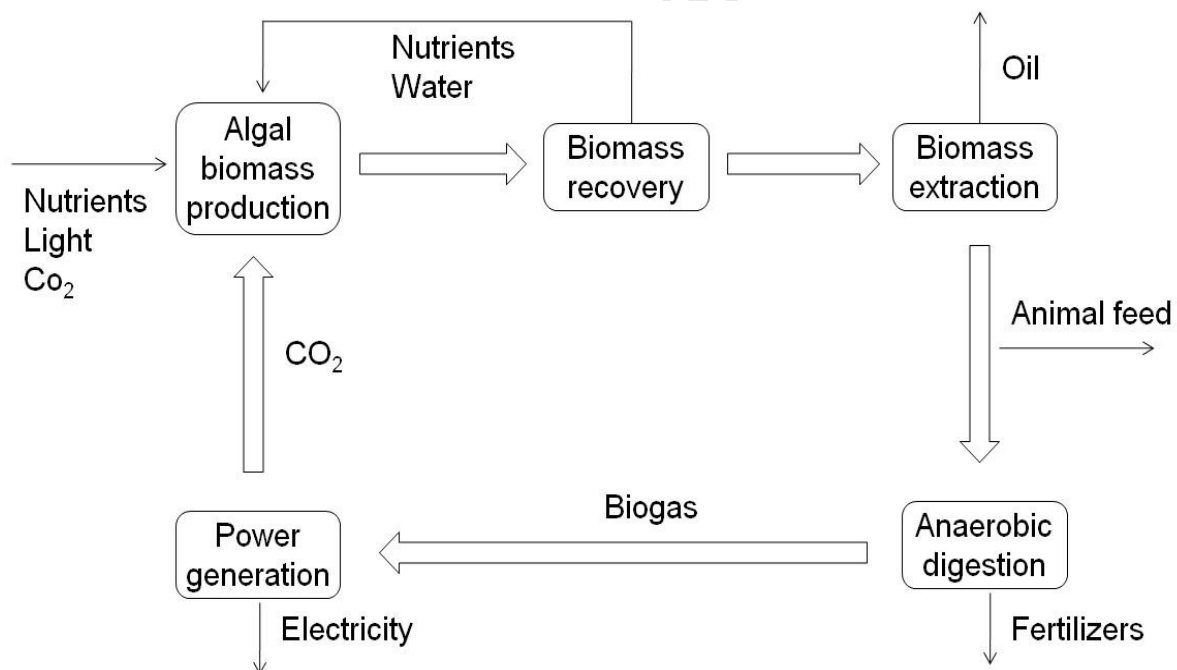 Nutrients
Water
Oil
Algal
biomass
production
Biomass
recovery
Biomass
extraction
Nutrients
Light
Co₂
Animal feed
CO₂
Biogas
Power
generation
Anaerobic
digestion
Electricity
Fertilizers